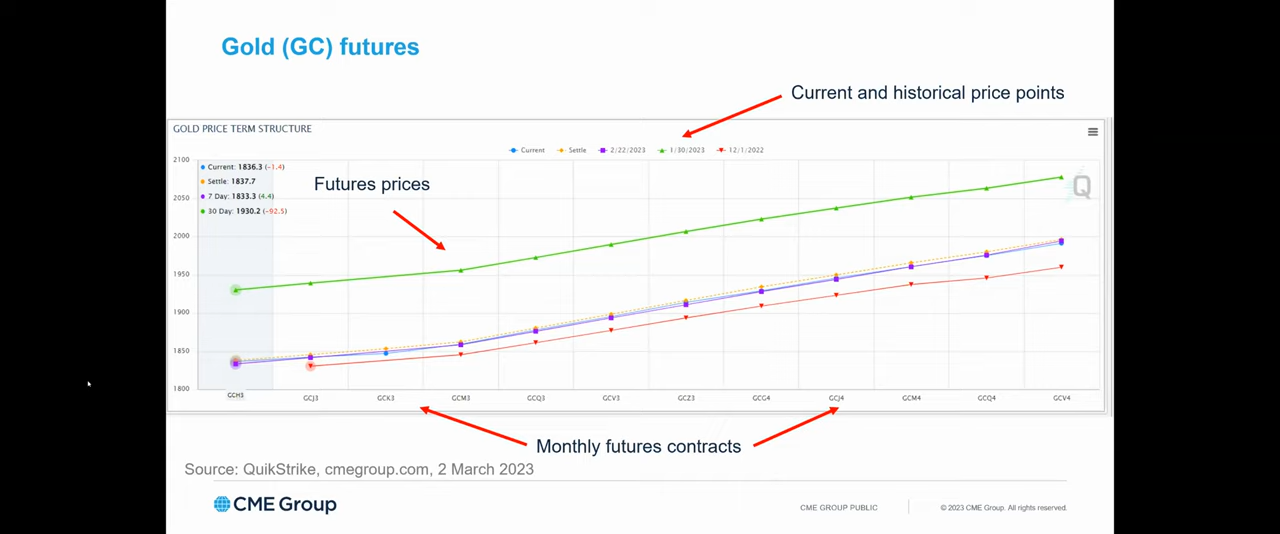 Gold (GC) futures
Current and historical price points
GOLD PRICE TERM STRUCTURE
Current Settle 2/22/2023 1/30/2023 12/1/2022
2100
2050
2000
1950
1900
1850
1800
Current: 1836.3 (-1.4)
Settle: 1837.7
7 Day: 1833.3 (4.4)
30 Day: 1930.2 (-92.5)
Futures prices
Q
GCH3 GCJ3 GCK3 GCM3 GCQ3 GCV3 GCZ3 GCG4 GCJ4 GCM4 GCQ4 GCV4
Monthly futures contracts
Source: QuikStrike, cmegroup.com, 2 March 2023
CME Group
CME GROUP PUBLIC
© 2023 CME Group. All rights reserved.